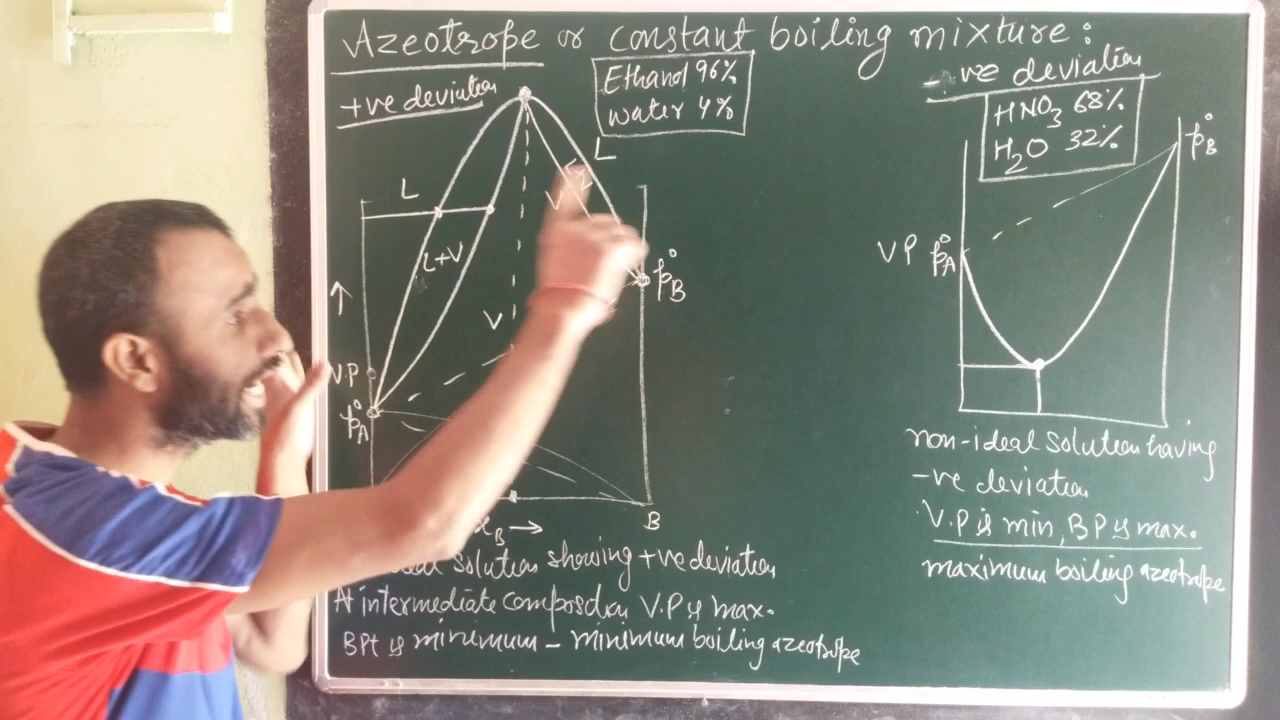 Azeotrope or constant boiling mixture:
+ve deviation
Ethanol 96%
water 4%
L
L
L+V
V
V
↑
VP
p°A
p°B
xB →
B
solution showing +ve deviation
At intermediate composition V.P is max.
BPt is minimum – minimum boiling azeotrope
-ve deviation
HNO3 68%
H2O 32%
p°B
VP p°A
non-ideal solution having
-ve deviation
V.P is min, BP is max.
maximum boiling azeotrope